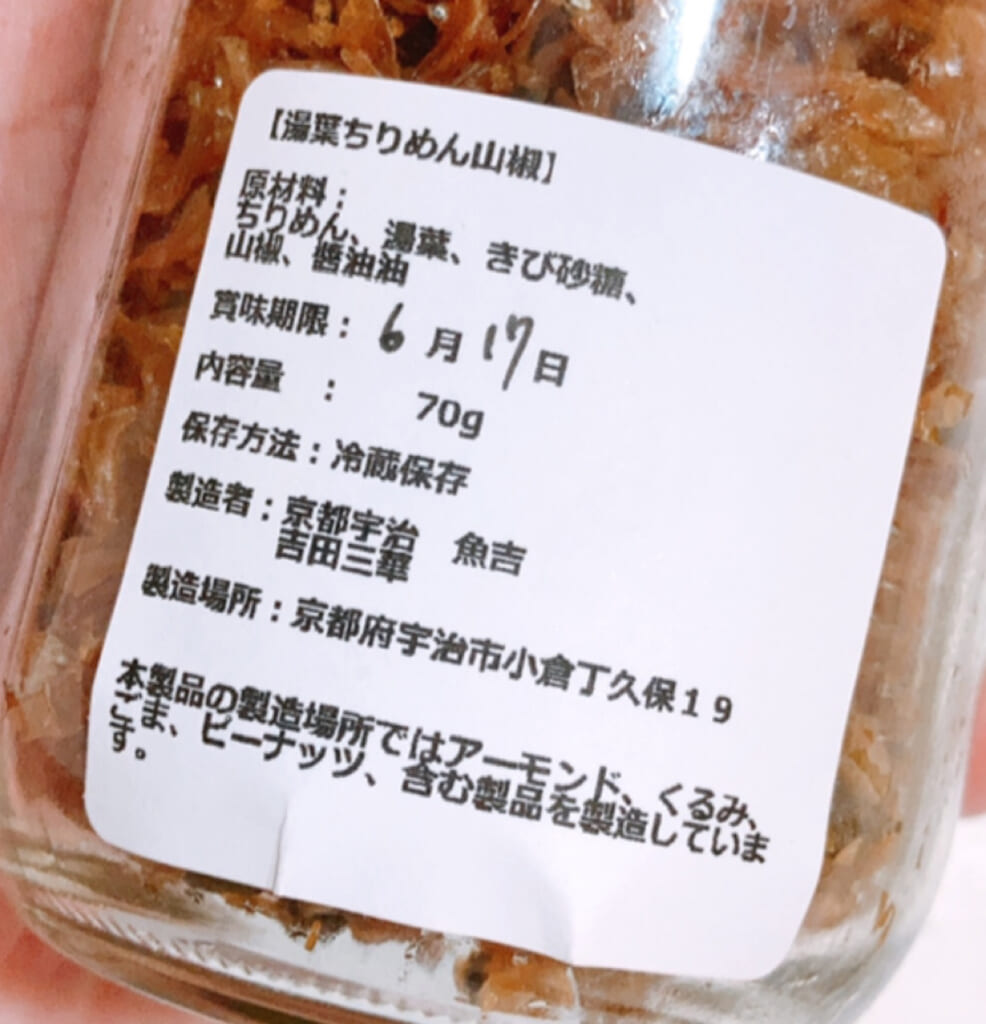 【湯葉ちりめん山椒】
原材料：
ちりめん、湯葉、きび砂糖、
山椒、醬油油
賞味期限： 6月17日
内容量 ： 70g
保存方法：冷蔵保存
製造者：京都宇治 魚吉
吉田三華
製造場所：京都府宇治市小倉丁久保１９
本製品の製造場所ではアーモンド、くるみ、
ごま、ピーナッツ、含む製品を製造していま
す。